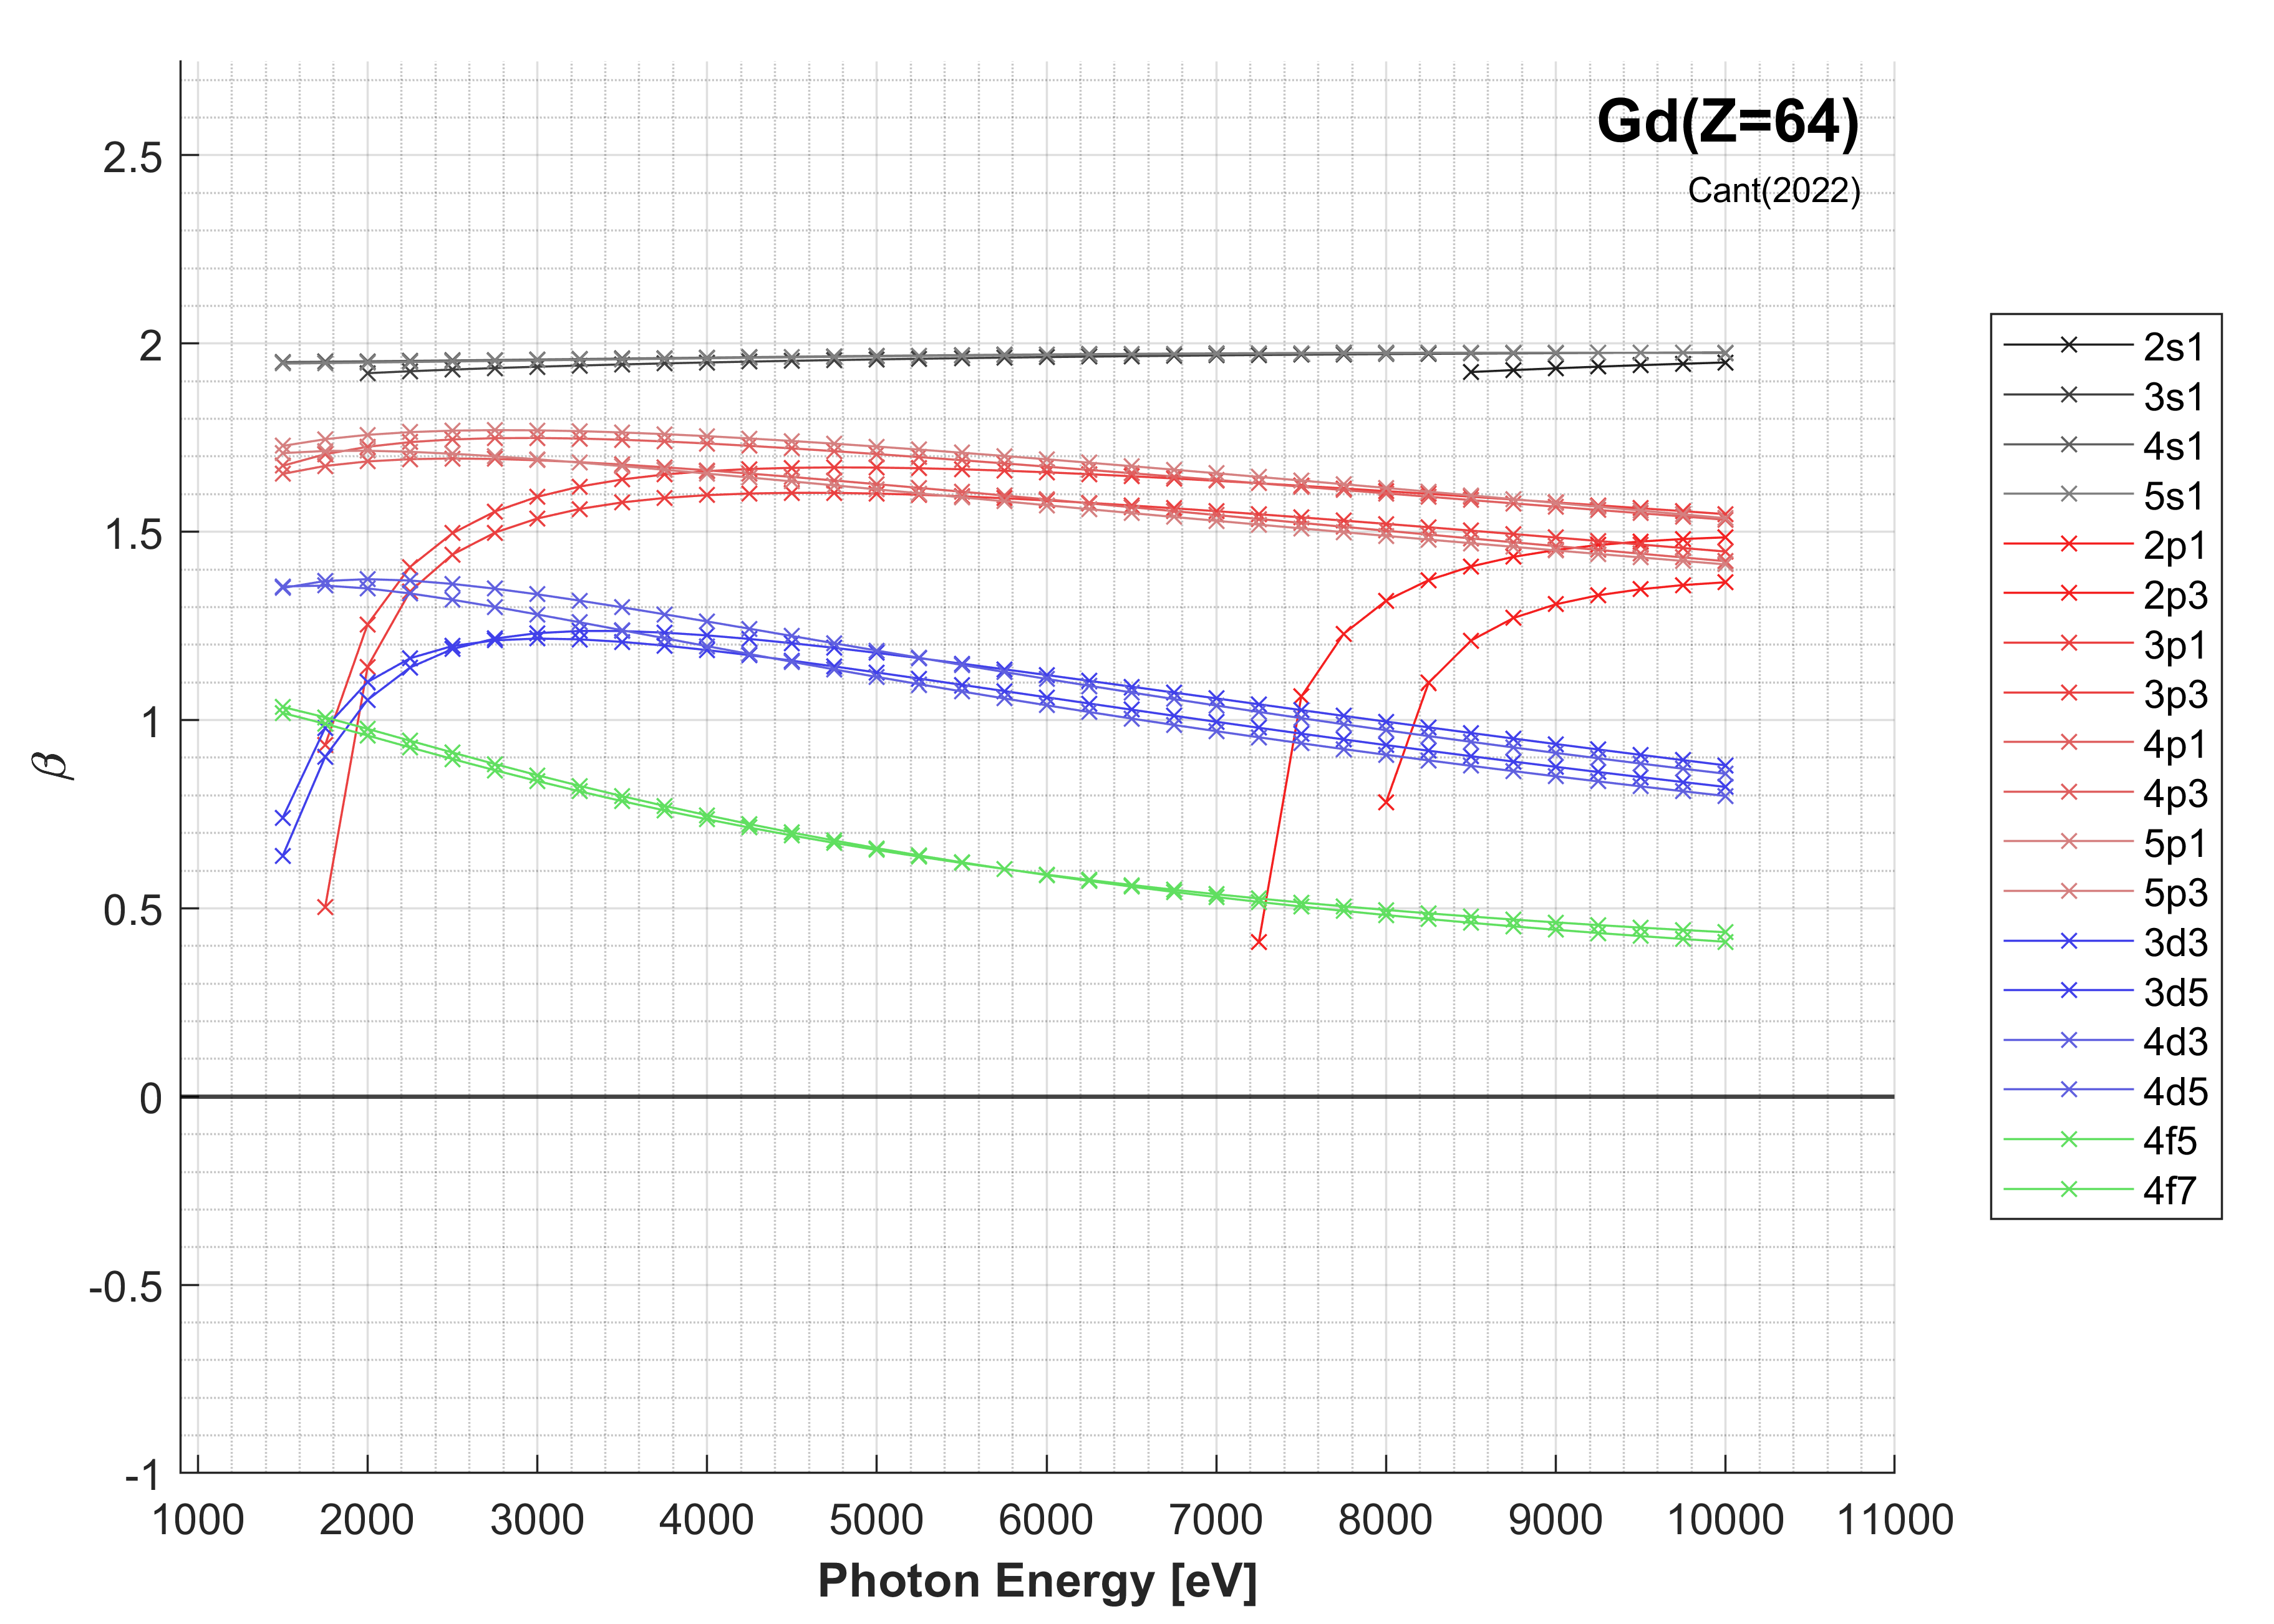 Gd(Z=64)
Cant(2022)
2.5
2
1.5
1
0.5
0
-0.5
-1
β
1000 2000 3000 4000 5000 6000 7000 8000 9000 10000 11000
Photon Energy [eV]
2s1
3s1
4s1
5s1
2p1
2p3
3p1
3p3
4p1
4p3
5p1
5p3
3d3
3d5
4d3
4d5
4f5
4f7